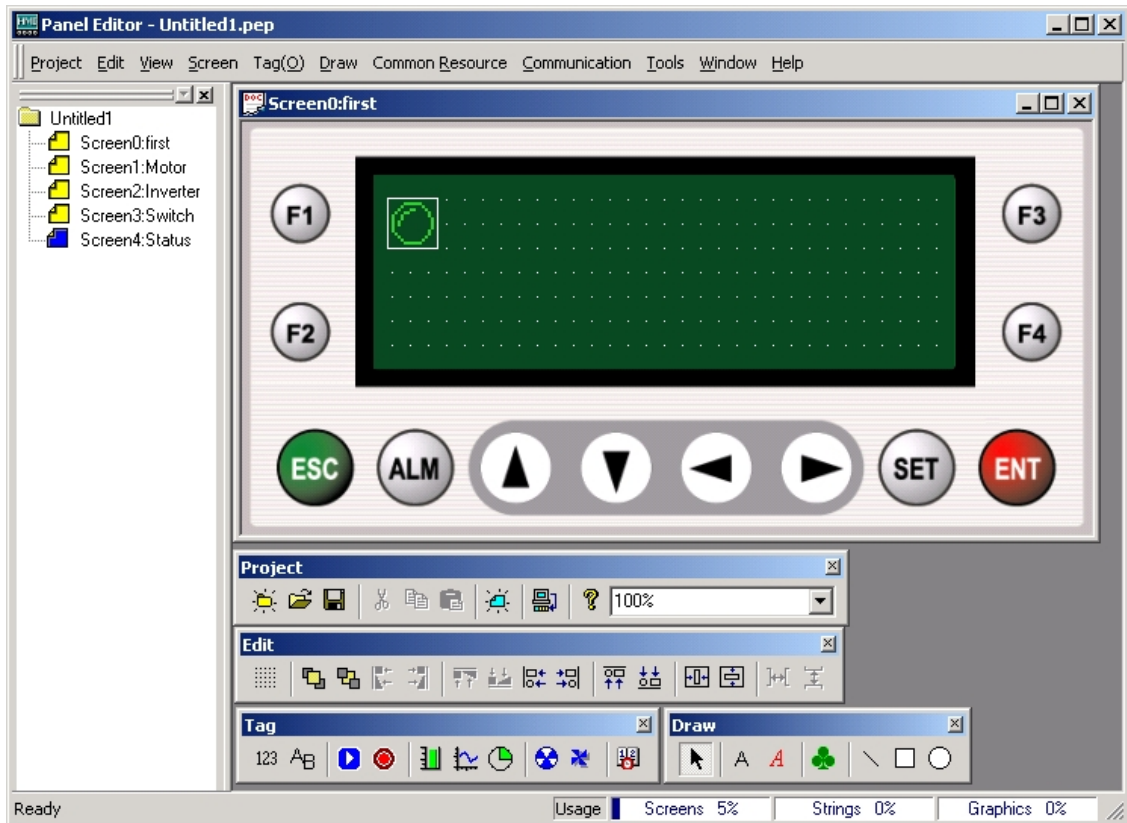 Panel Editor - Untitled1.pep
Project Edit View Screen Tag(O) Draw Common Resource Communication Tools Window Help
Untitled1
Screen0:first
Screen1:Motor
Screen2:Inverter
Screen3:Switch
Screen4:Status
Screen0:first
F1
F3
F2
F4
ESC ALM SET ENT
Project
100%
Edit
Tag
123 AB
Draw
A A
Ready Usage Screens 5% Strings 0% Graphics 0%